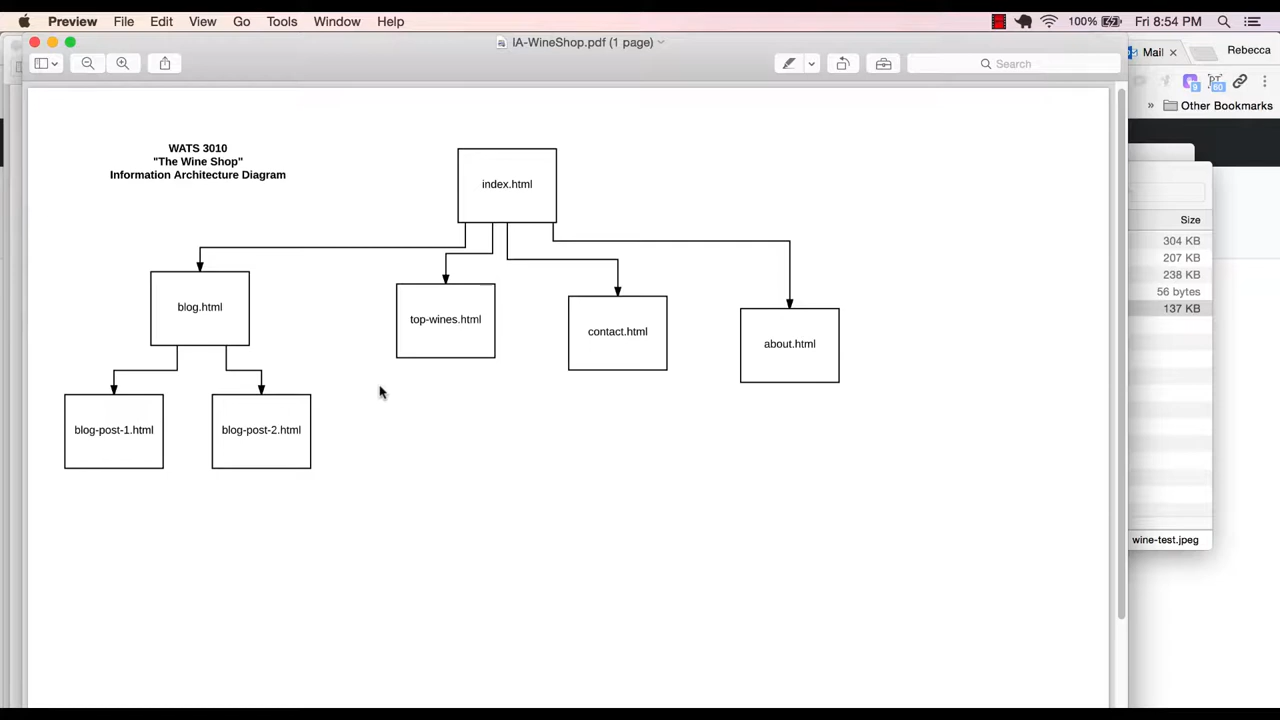 Preview File Edit View Go Tools Window Help 100% Fri 8:54 PM
IA-WineShop.pdf (1 page)
Mail
Rebecca
Search
9
60
Other Bookmarks
WATS 3010
"The Wine Shop"
Information Architecture Diagram
index.html
blog.html
top-wines.html
contact.html
about.html
blog-post-1.html
blog-post-2.html
Size
304 KB
207 KB
238 KB
56 bytes
137 KB
wine-test.jpeg